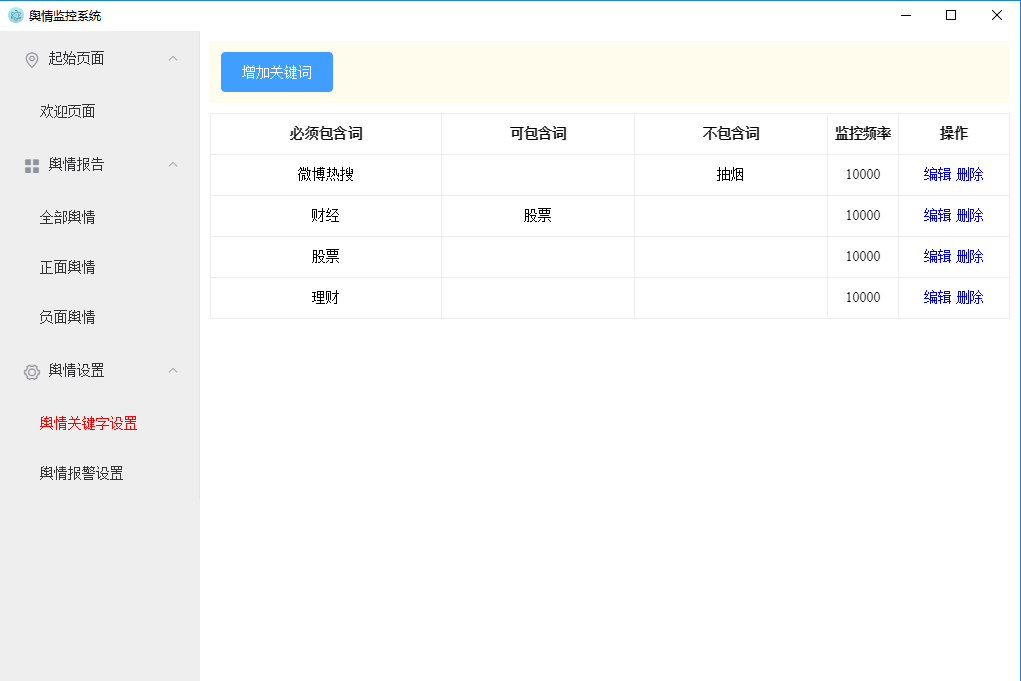 舆情监控系统
起始页面
欢迎页面
舆情报告
全部舆情
正面舆情
负面舆情
舆情设置
舆情关键字设置
舆情报警设置
增加关键词
必须包含词 可包含词 不包含词 监控频率 操作
微博热搜 抽烟 10000 编辑 删除
财经 股票 10000 编辑 删除
股票 10000 编辑 删除
理财 10000 编辑 删除